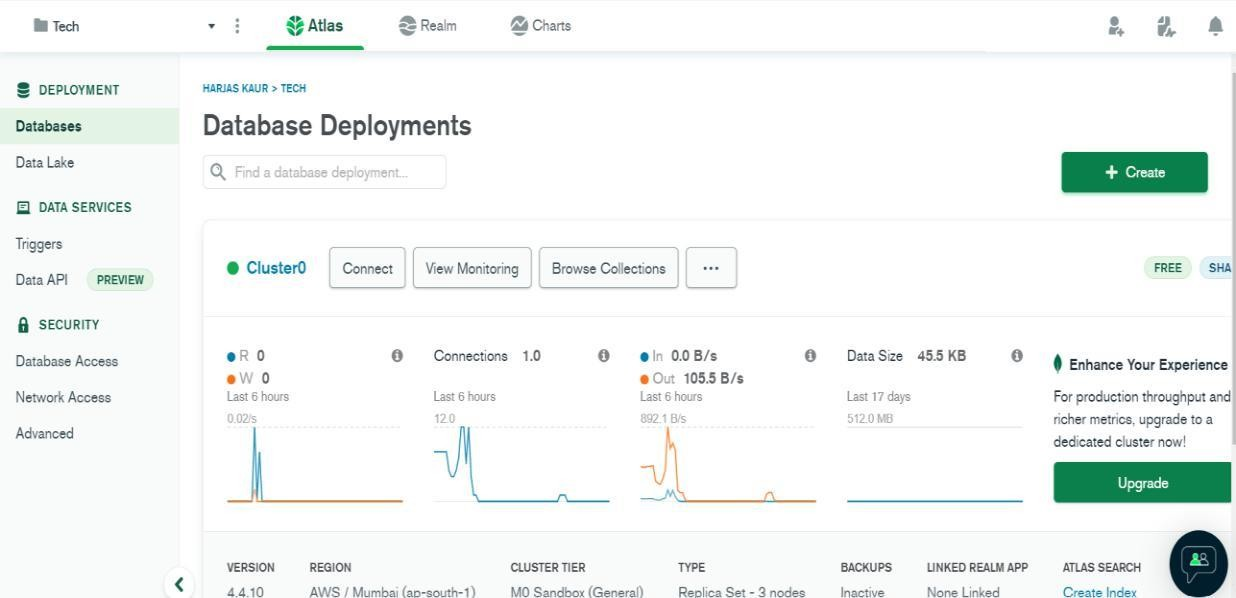 Tech
Atlas
Realm
Charts
DEPLOYMENT
Databases
Data Lake
DATA SERVICES
Triggers
Data API PREVIEW
SECURITY
Database Access
Network Access
Advanced
HARJAS KAUR > TECH
Database Deployments
Find a database deployment...
+ Create
Cluster0 Connect View Monitoring Browse Collections ... FREE SHA
R 0
W 0
Last 6 hours
0.02/s
Connections 1.0
Last 6 hours
12.0
In 0.0 B/s
Out 105.5 B/s
Last 6 hours
892.1 B/s
Data Size 45.5 KB
Last 17 days
512.0 MB
Enhance Your Experience
For production throughput and
richer metrics, upgrade to a
dedicated cluster now!
Upgrade
VERSION REGION CLUSTER TIER TYPE BACKUPS LINKED REALM APP ATLAS SEARCH
4.4.10 AWS / Mumbai (ap-south-1) M0 Sandbox (General) Replica Set - 3 nodes Inactive None Linked Create Index